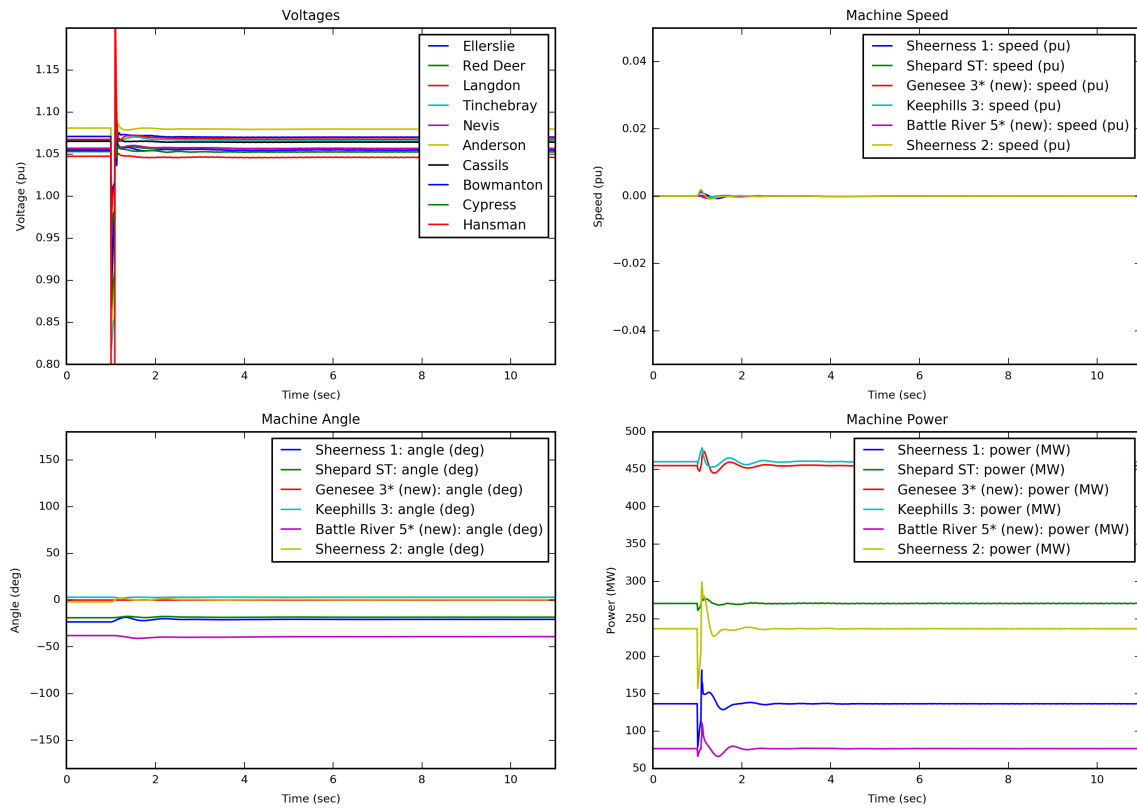 Voltages
1.15
1.10
1.05
1.00
0.95
0.90
0.85
0.80
Voltage (pu)
Ellerslie
Red Deer
Langdon
Tinchebray
Nevis
Anderson
Cassils
Bowmanton
Cypress
Hansman
0 2 4 6 8 10
Time (sec)
Machine Speed
0.04
0.02
0.00
−0.02
−0.04
Speed (pu)
Sheerness 1: speed (pu)
Shepard ST: speed (pu)
Genesee 3* (new): speed (pu)
Keephills 3: speed (pu)
Battle River 5* (new): speed (pu)
Sheerness 2: speed (pu)
0 2 4 6 8 10
Time (sec)
Machine Angle
150
100
50
0
−50
−100
−150
Angle (deg)
Sheerness 1: angle (deg)
Shepard ST: angle (deg)
Genesee 3* (new): angle (deg)
Keephills 3: angle (deg)
Battle River 5* (new): angle (deg)
Sheerness 2: angle (deg)
0 2 4 6 8 10
Time (sec)
Machine Power
500
450
400
350
300
250
200
150
100
50
Power (MW)
Sheerness 1: power (MW)
Shepard ST: power (MW)
Genesee 3* (new): power (MW)
Keephills 3: power (MW)
Battle River 5* (new): power (MW)
Sheerness 2: power (MW)
0 2 4 6 8 10
Time (sec)